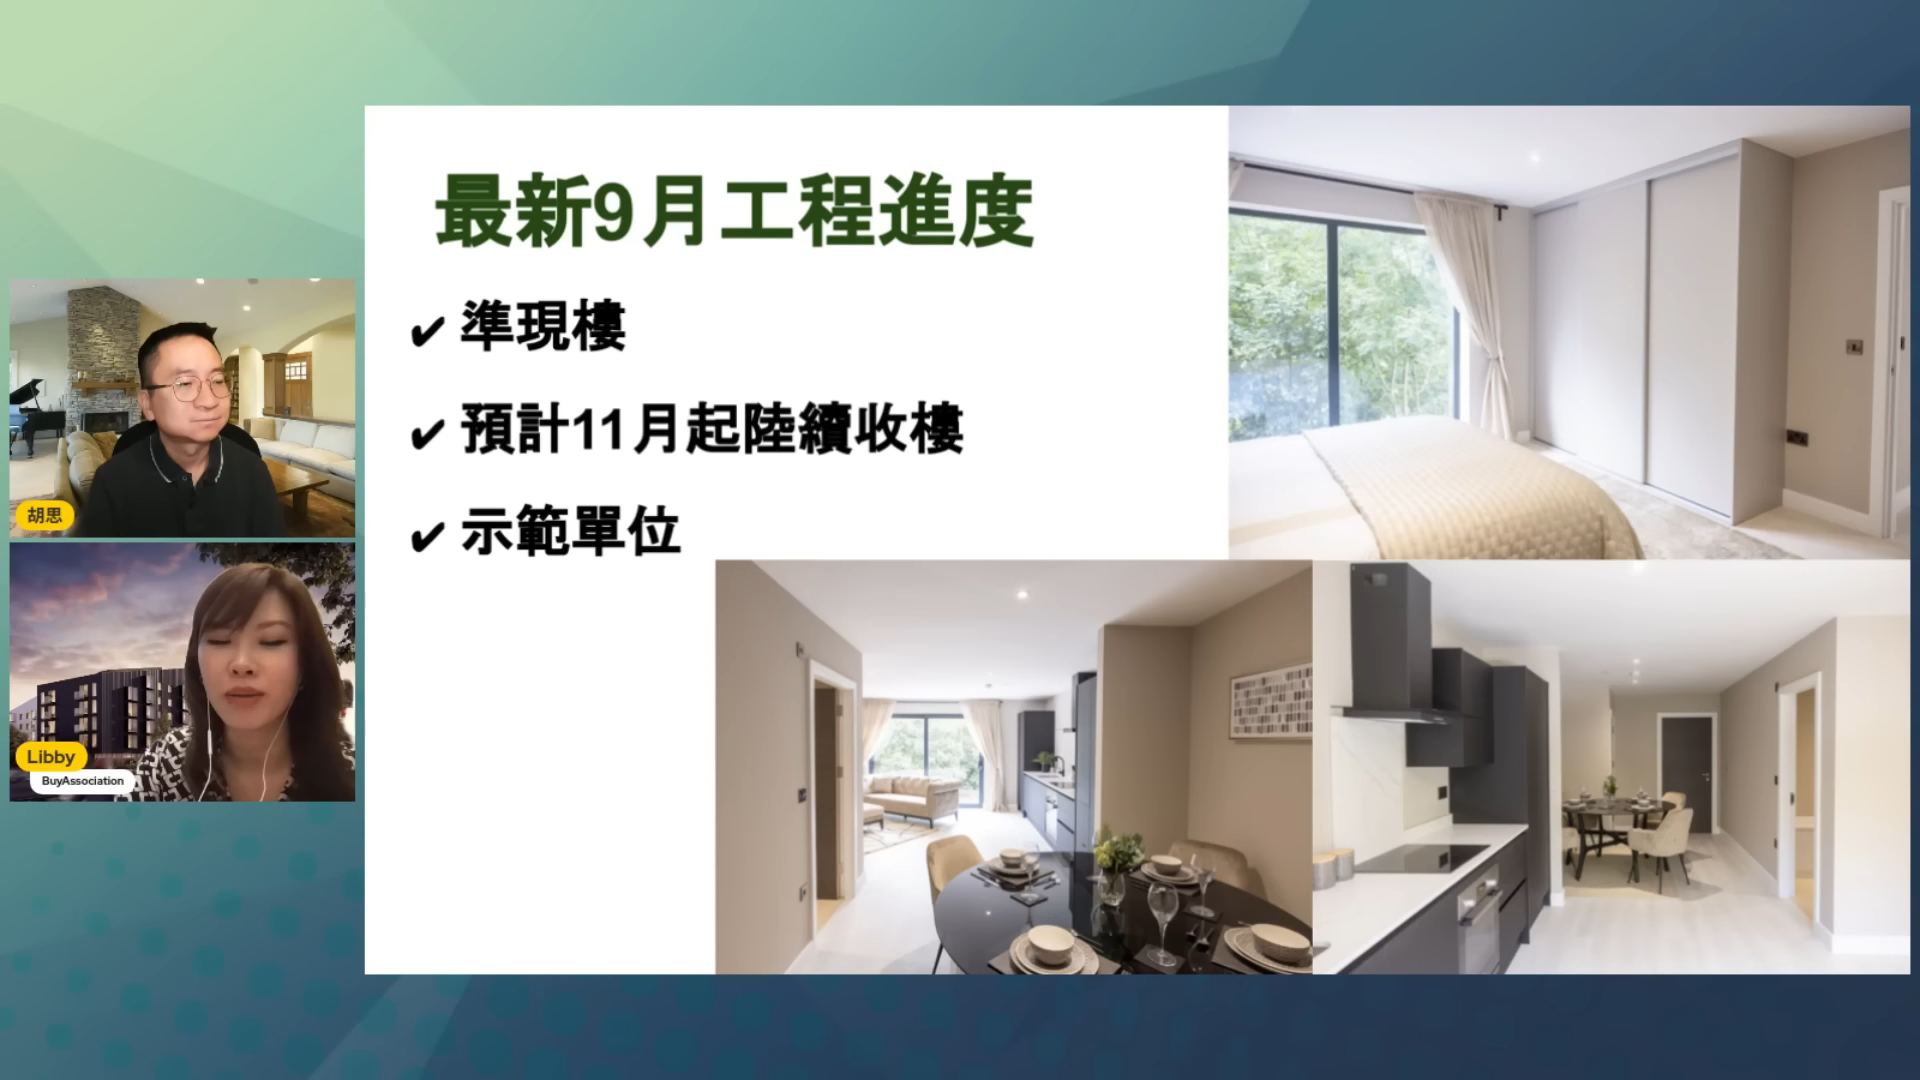 最新9月工程進度
✔ 準現樓
✔ 預計11月起陸續收樓
✔ 示範單位
胡思
Libby
BuyAssociation